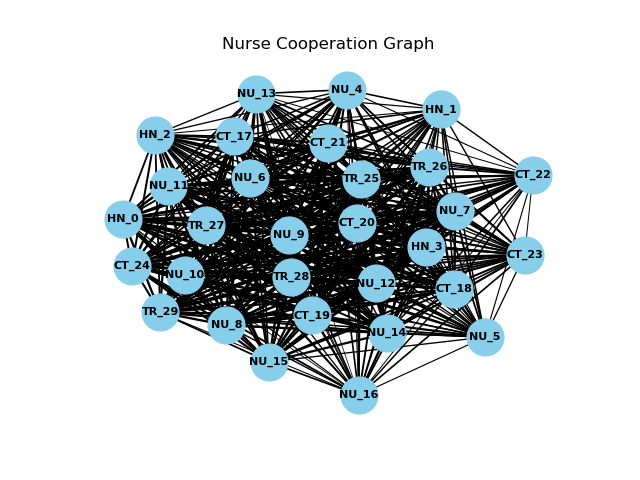 Nurse Cooperation Graph
NU_4
NU_13
HN_1
HN_2
CT_17
CT_21
TR_26
CT_22
NU_6
TR_25
NU_11
NU_7
HN_0
CT_20
TR_27
NU_9
HN_3
CT_23
CT_24
NU_10
TR_28
NU_12
CT_18
TR_29
CT_19
NU_8
NU_14
NU_5
NU_15
NU_16